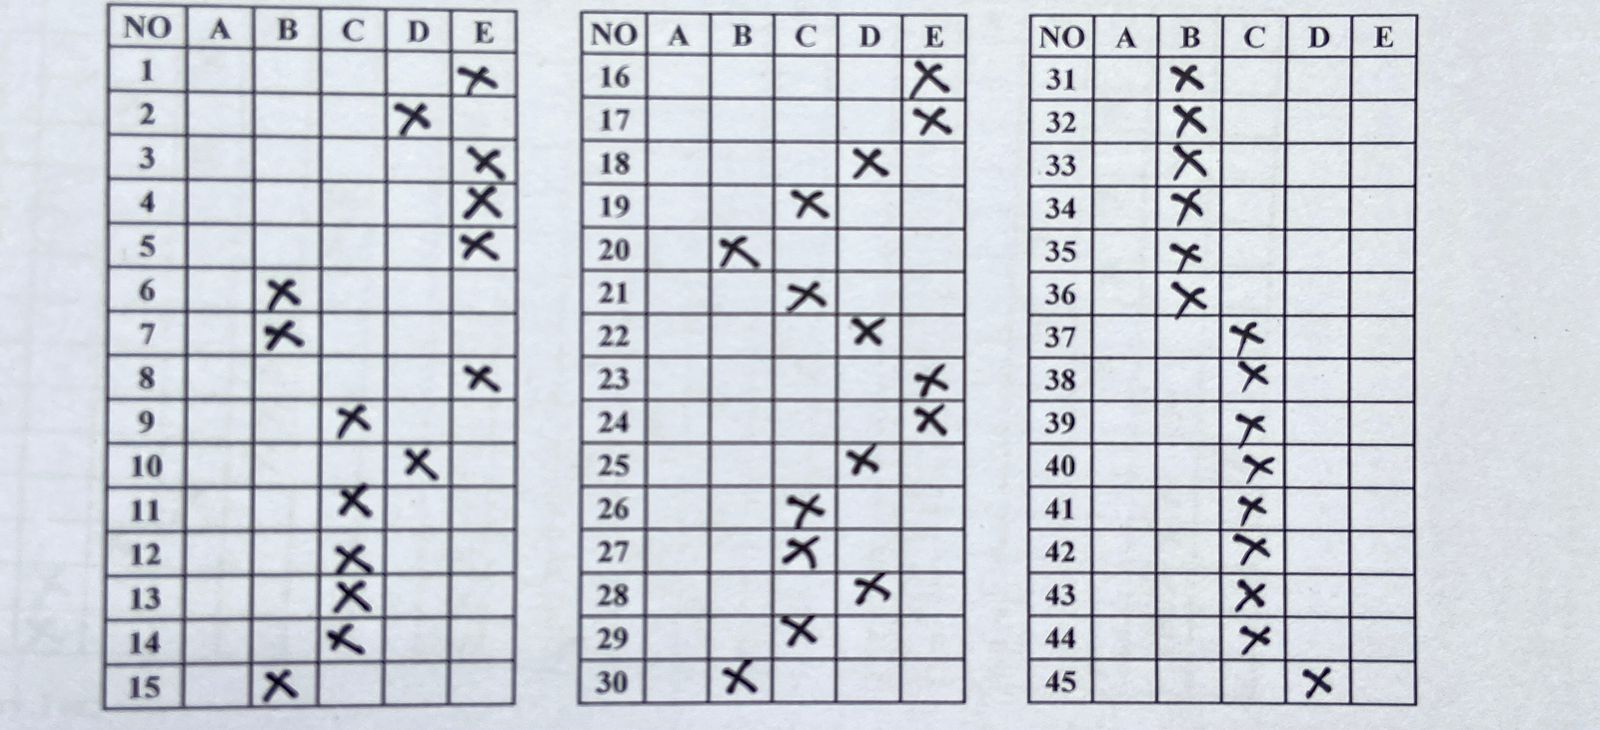 NO A B C D E NO A B C D E NO A B C D E
1 X 16 X 31 X
2 X 17 X 32 X
3 X 18 X 33 X
4 X 19 X 34 X
5 X 20 X 35 X
6 X 21 X 36 X
7 X 22 X 37 X
8 X 23 X 38 X
9 X 24 X 39 X
10 X 25 X 40 X
11 X 26 X 41 X
12 X 27 X 42 X
13 X 28 X 43 X
14 X 29 X 44 X
15 X 30 X 45 X